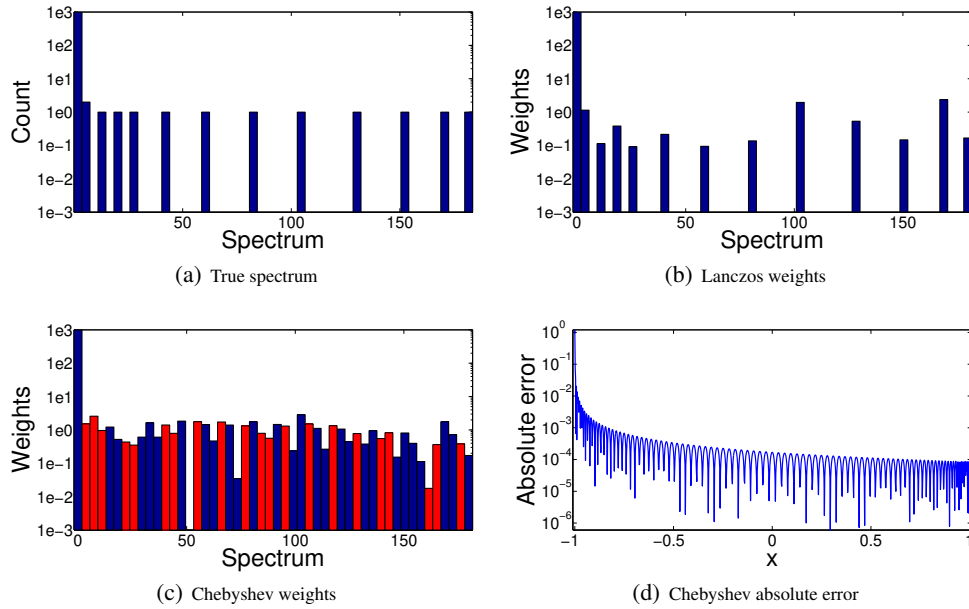 1e3
1e2
1e1
1e0
1e-1
1e-2
1e-3
Count
50 100 150
Spectrum
(a) True spectrum
1e3
1e2
1e1
1e0
1e-1
1e-2
1e-3
Weights
0 50 100 150
Spectrum
(b) Lanczos weights
1e3
1e2
1e1
1e0
1e-1
1e-2
1e-3
Weights
0 50 100 150
Spectrum
(c) Chebyshev weights
10^0
10^-1
10^-2
10^-3
10^-4
10^-5
10^-6
Absolute error
-1 -0.5 0 0.5 1
x
(d) Chebyshev absolute error